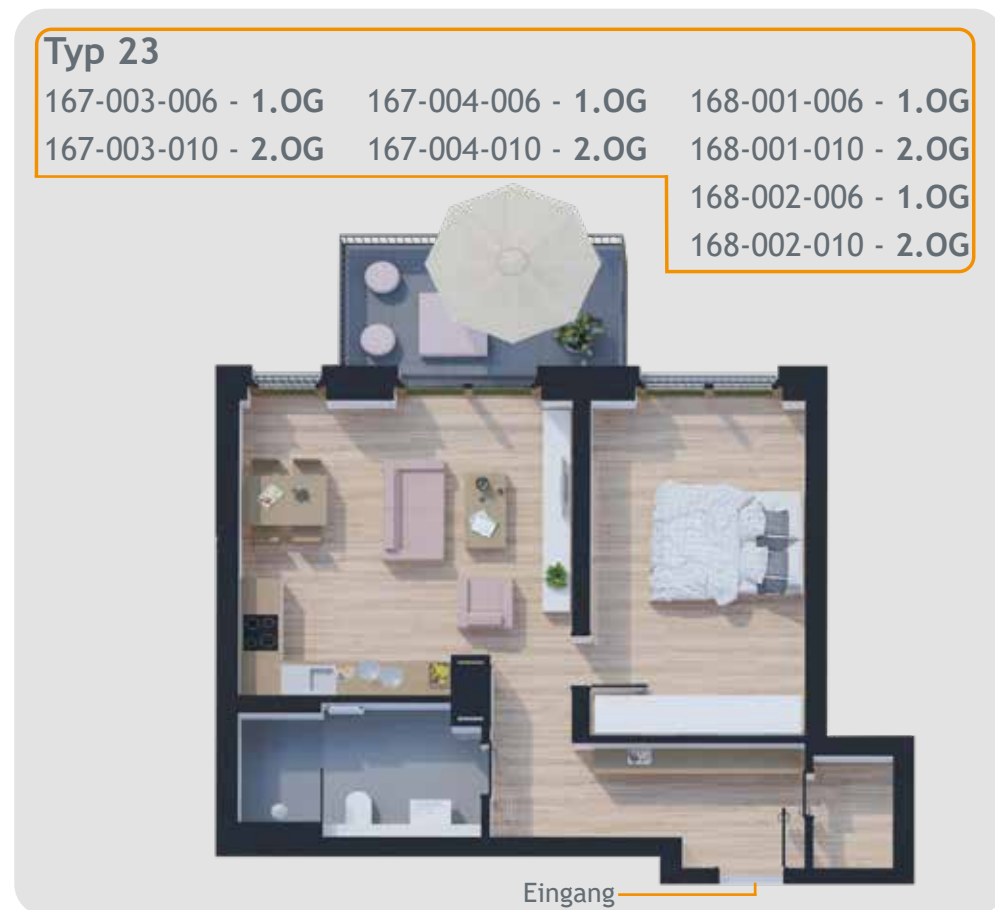 Typ 23
167-003-006 - 1.OG 167-004-006 - 1.OG 168-001-006 - 1.OG
167-003-010 - 2.OG 167-004-010 - 2.OG 168-001-010 - 2.OG
168-002-006 - 1.OG
168-002-010 - 2.OG
Eingang